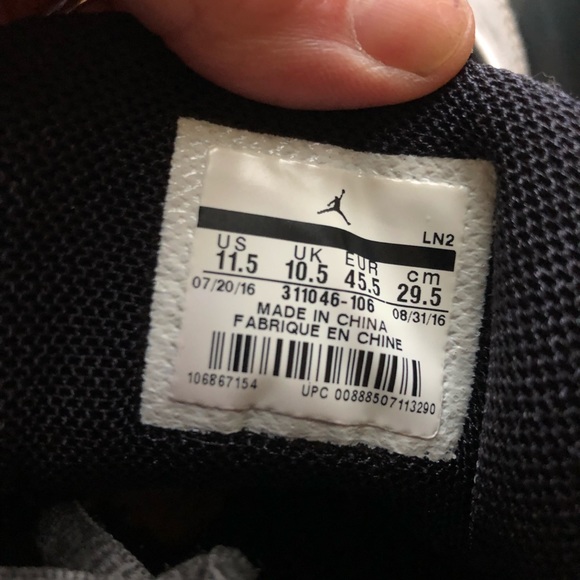 LN2
US UK EUR cm
11.5 10.5 45.5 29.5
07/20/16 311046-106 08/31/16
MADE IN CHINA
FABRIQUE EN CHINE
106867154 UPC 00888507113290